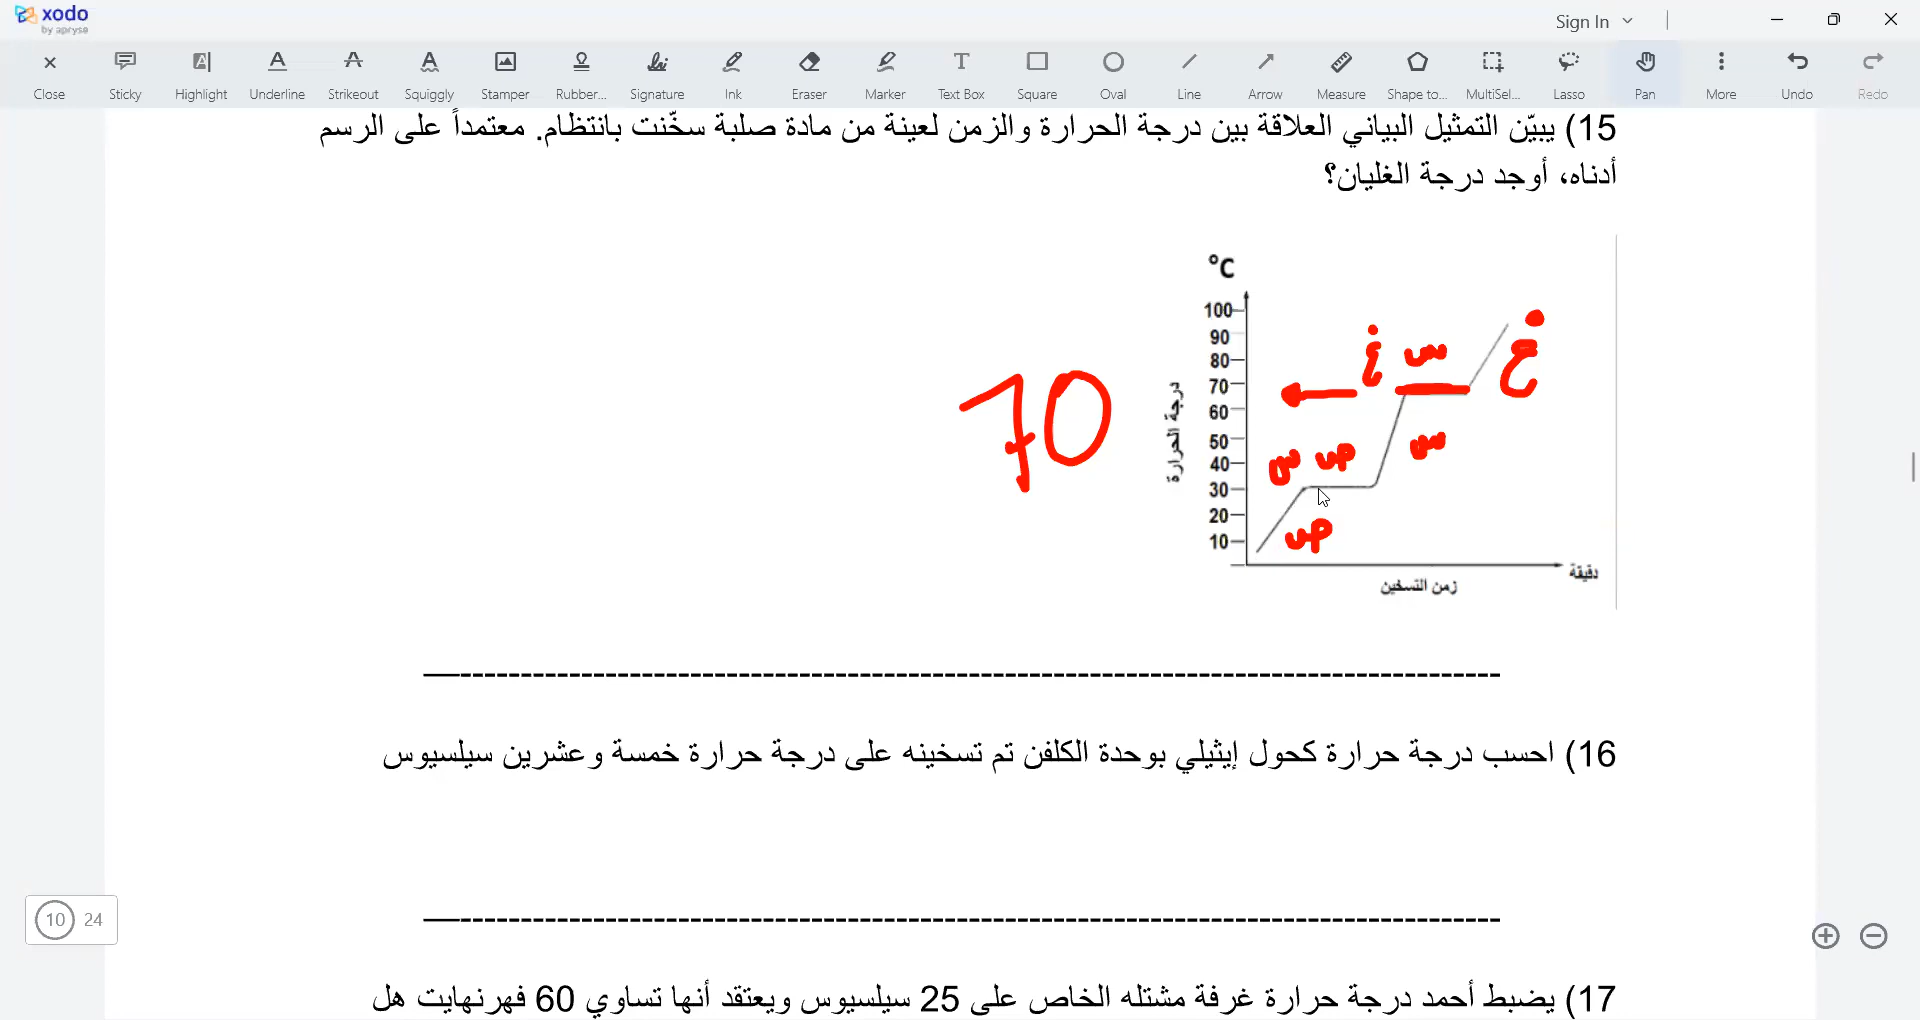 xodo
by apryse
Sign In
Close
Sticky
Highlight
Underline
Strikeout
Squiggly
Stamper
Rubber...
Signature
Ink
Eraser
Marker
Text Box
Square
Oval
Line
Arrow
Measure
Shape to...
MultiSel...
Lasso
Pan
More
Undo
Redo
15) يبيّن التمثيل البياني العلاقة بين درجة الحرارة والزمن لعينة من مادة صلبة سخّنت بانتظام. معتمداً على الرسم
أدناه، أوجد درجة الغليان؟
°C
100
90
80
70
60
50
40
30
20
10
درجة الحرارة
دقيقة
زمن التسخين
غ
س
س
ص
ص
70
16) احسب درجة حرارة كحول إيثيلي بوحدة الكلفن تم تسخينه على درجة حرارة خمسة وعشرين سيلسيوس
17) يضبط أحمد درجة حرارة غرفة مشتله الخاص على 25 سيلسيوس ويعتقد أنها تساوي 60 فهرنهايت هل
10
24